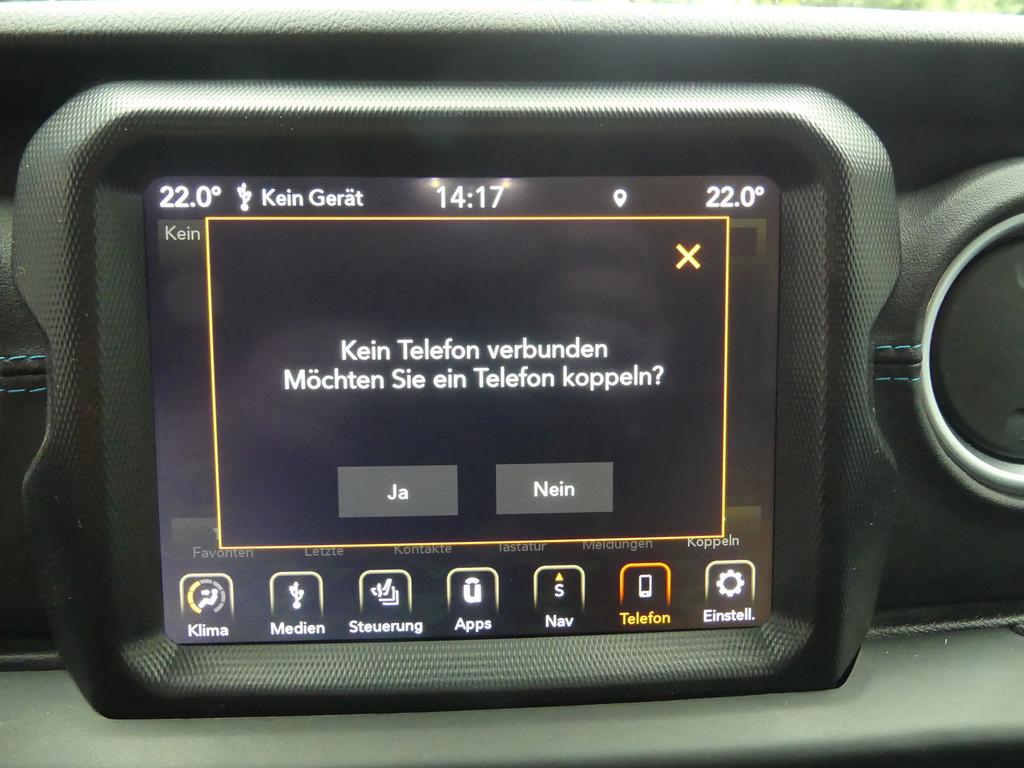 22.0° Kein Gerät 14:17 22.0°
Kein
Kein Telefon verbunden
Möchten Sie ein Telefon koppeln?
Ja Nein
Favoriten Letzte Kontakte Tastatur Meldungen Koppeln
Klima Medien Steuerung Apps S Nav Telefon Einstell.